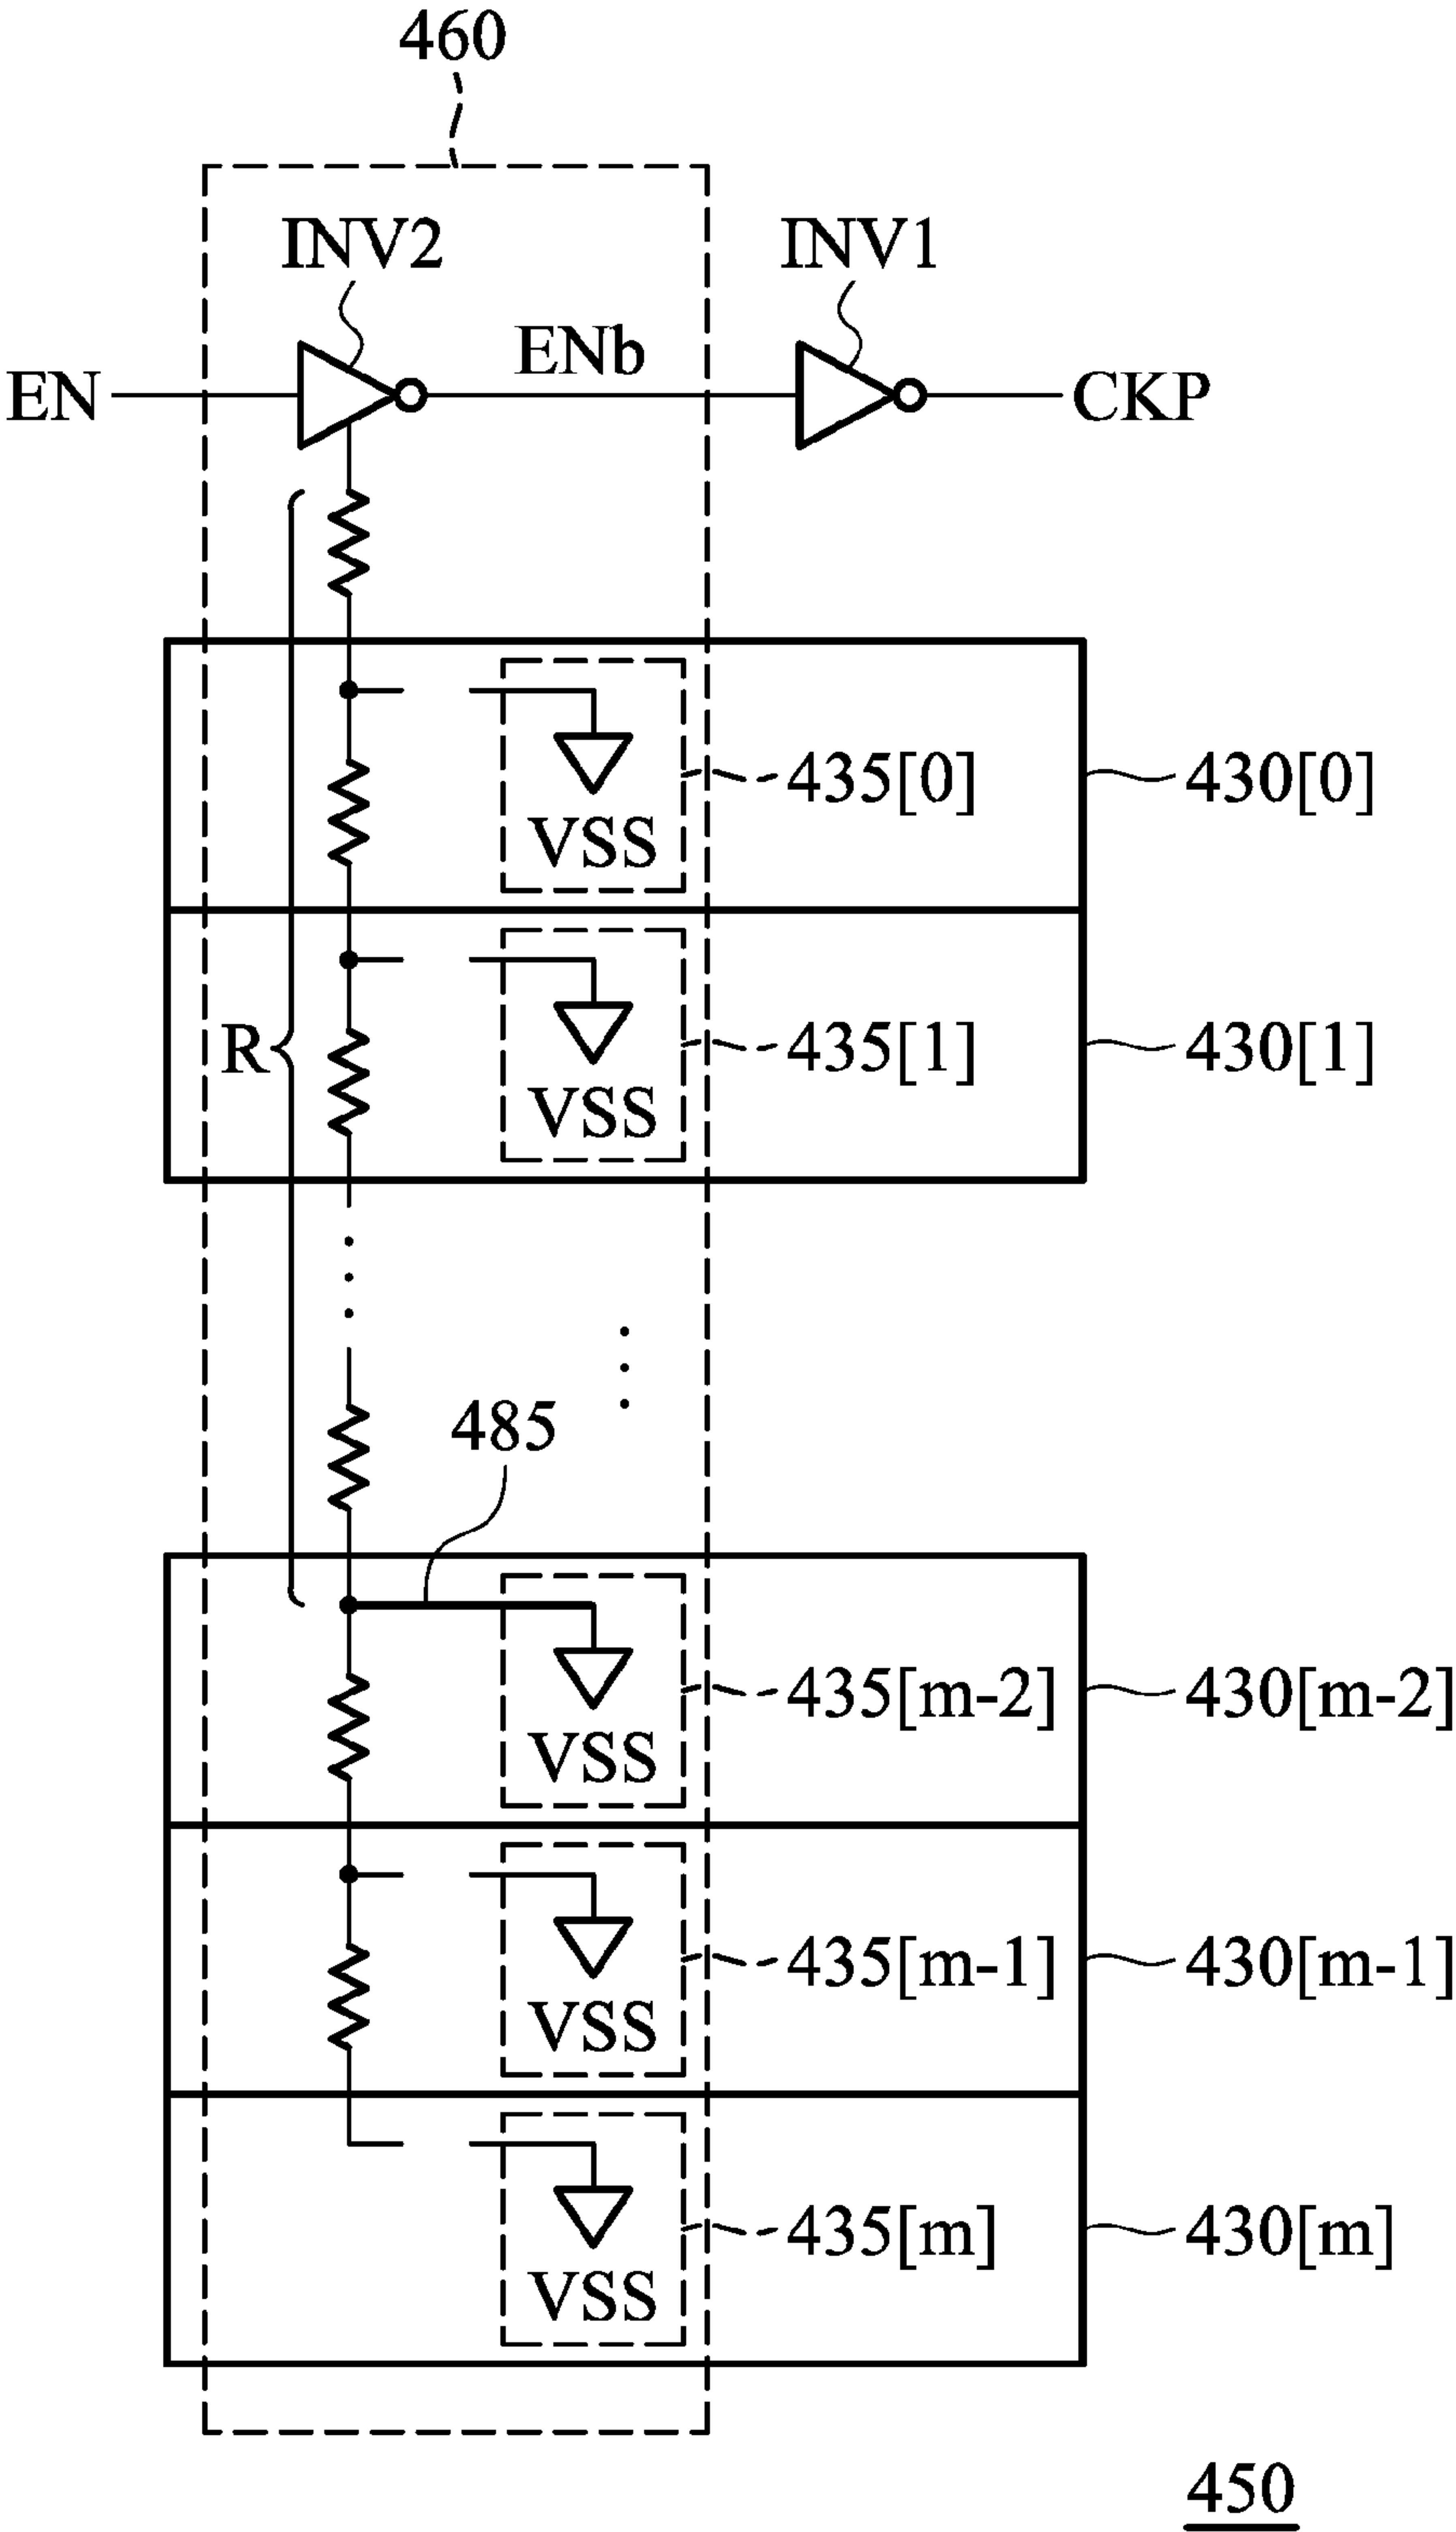 460
INV2 INV1
EN ENb CKP
435[0] 430[0]
VSS
R 435[1] 430[1]
VSS
485
435[m-2] 430[m-2]
VSS
435[m-1] 430[m-1]
VSS
435[m] 430[m]
VSS
450